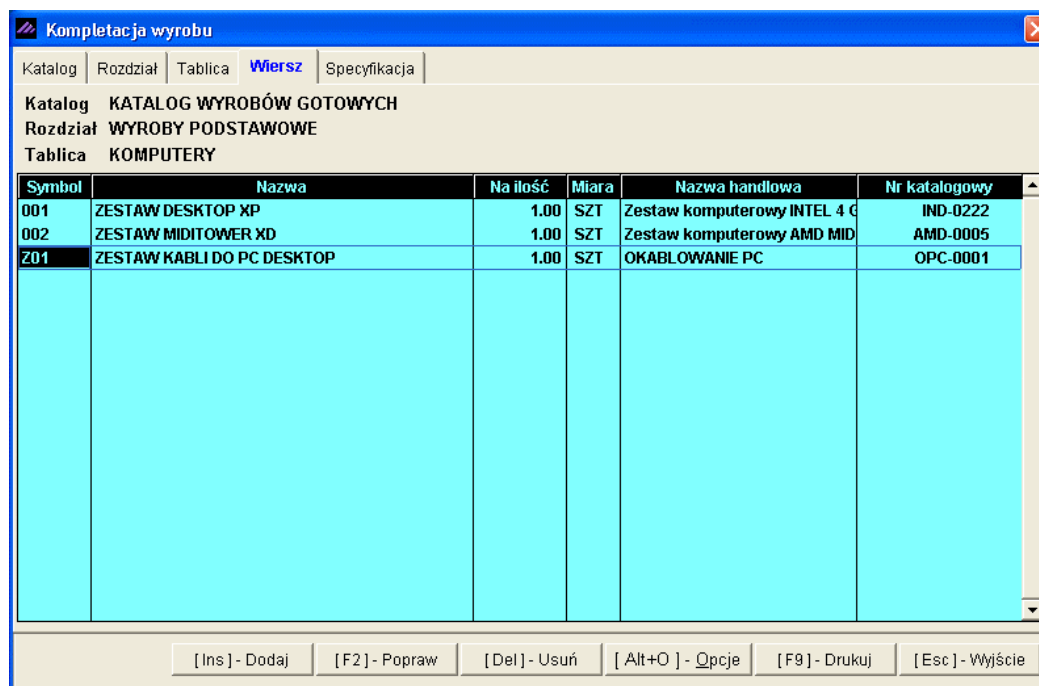 Kompletacja wyrobu
Katalog Rozdział Tablica Wiersz Specyfikacja
Katalog KATALOG WYROBÓW GOTOWYCH
Rozdział WYROBY PODSTAWOWE
Tablica KOMPUTERY
Symbol Nazwa Na ilość Miara Nazwa handlowa Nr katalogowy
001 ZESTAW DESKTOP XP 1.00 SZT Zestaw komputerowy INTEL 4 G IND-0222
002 ZESTAW MIDITOWER XD 1.00 SZT Zestaw komputerowy AMD MID AMD-0005
Z01 ZESTAW KABLI DO PC DESKTOP 1.00 SZT OKABLOWANIE PC OPC-0001
[ Ins ] - Dodaj [ F2 ] - Popraw [ Del ] - Usuń [ Alt+O ] - Opcje [ F9 ] - Drukuj [ Esc ] - Wyjście